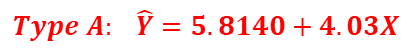 Type A: Ŷ = 5.8140 + 4.03X